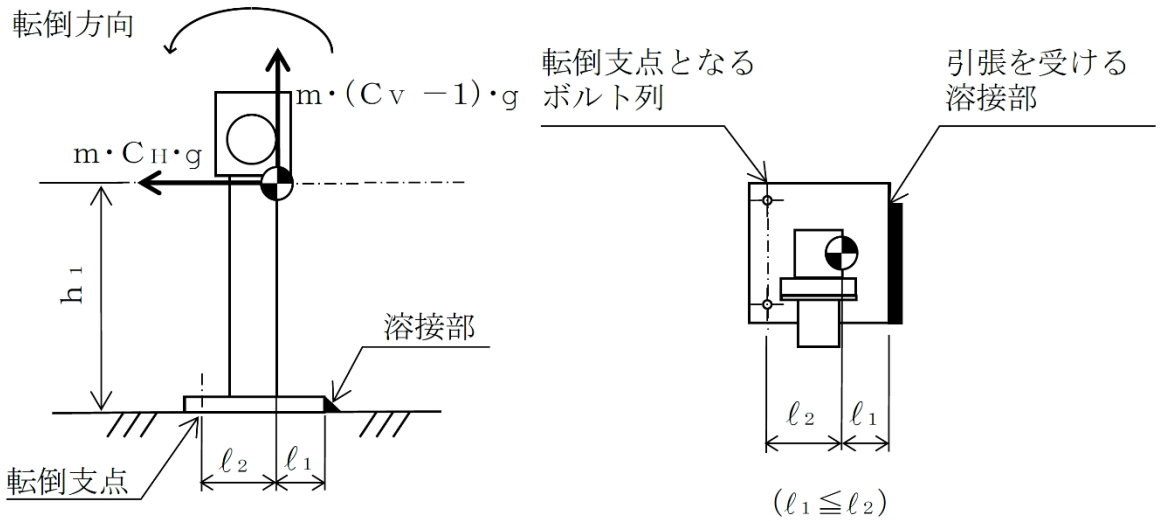 転倒方向
m・(CV －1)・g
m・CH・g
h1
溶接部
ℓ2
ℓ1
転倒支点
転倒支点となる
ボルト列
引張を受ける
溶接部
ℓ2
ℓ1
(ℓ1≦ℓ2)